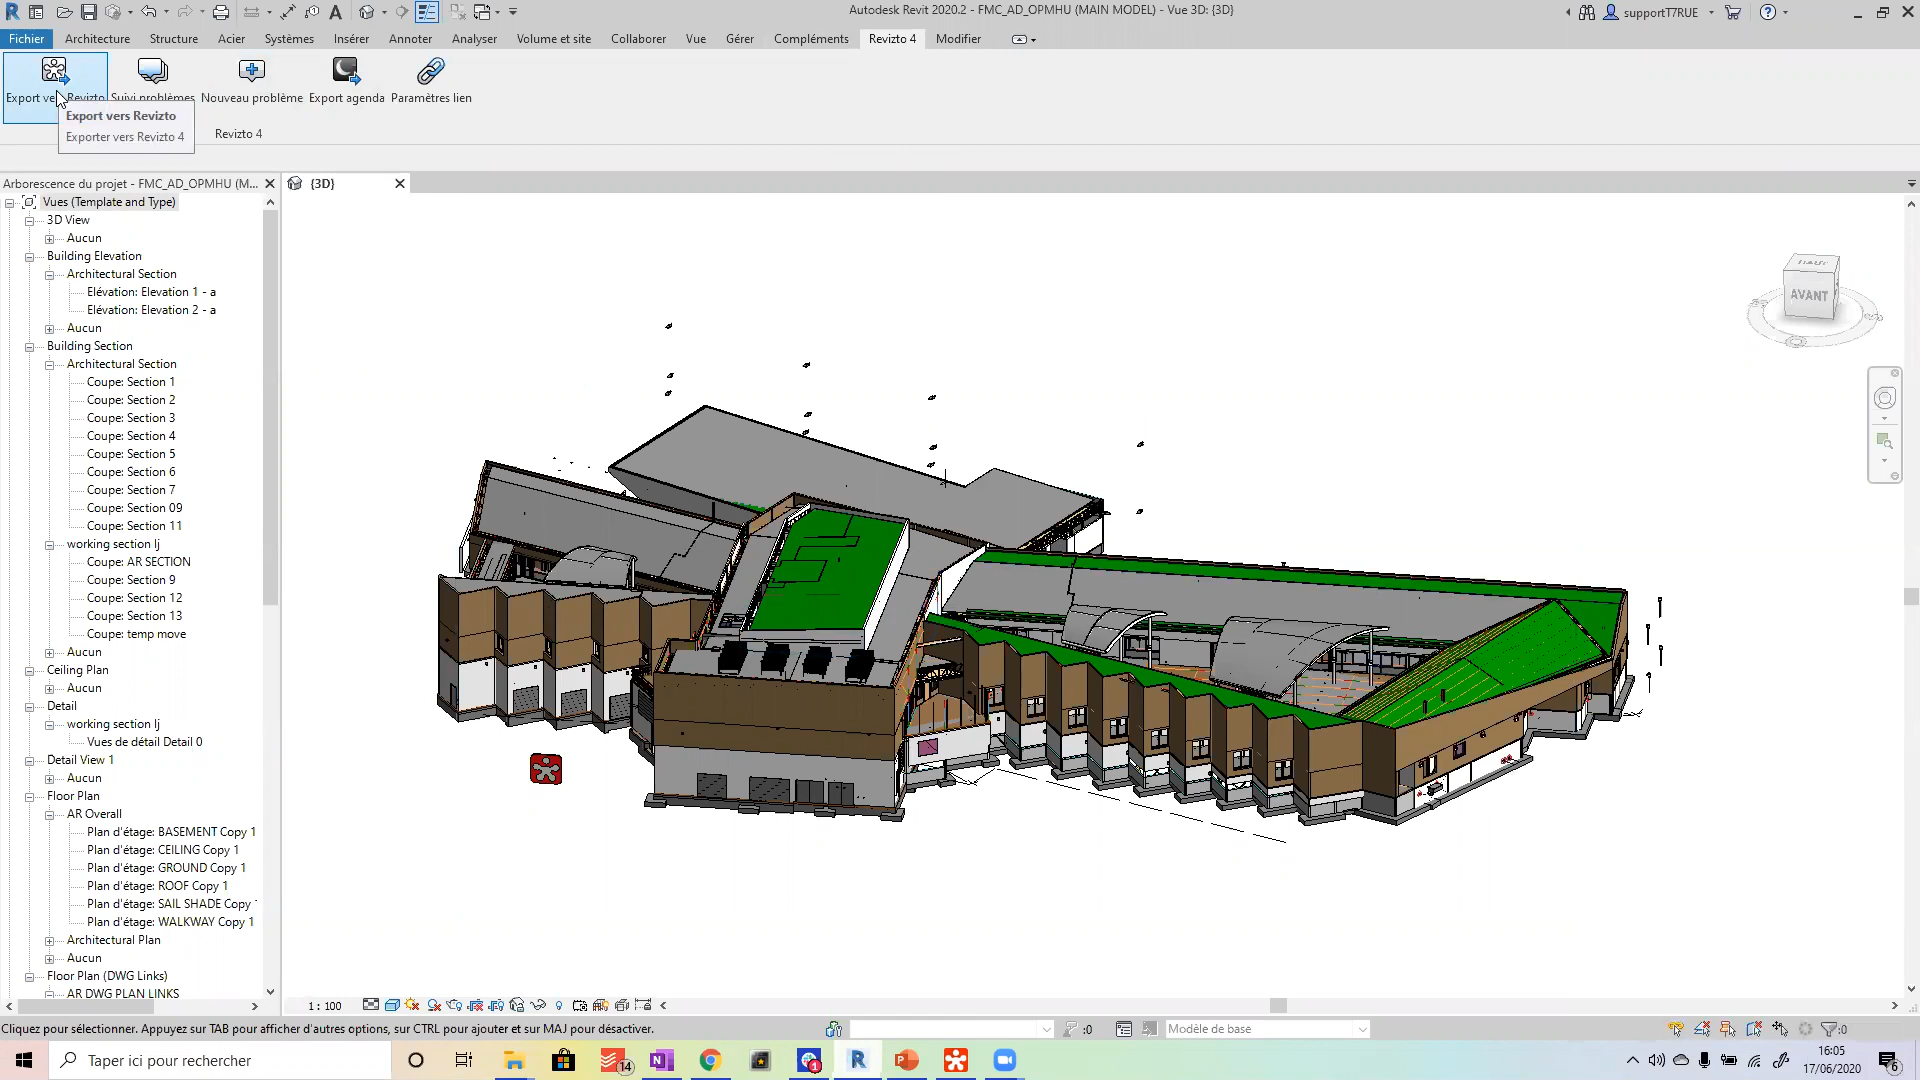 Autodesk Revit 2020.2 - FMC_AD_OPMHU (MAIN MODEL) - Vue 3D: {3D}
supportT7RUE
Fichier Architecture Structure Acier Systèmes Insérer Annoter Analyser Volume et site Collaborer Vue Gérer Compléments Revizto 4 Modifier
Export ve Revizto Suivi problèmes Nouveau problème Export agenda Paramètres lien
Export vers Revizto
Exporter vers Revizto 4
Revizto 4
Arborescence du projet - FMC_AD_OPMHU (M...
{3D}
Vues (Template and Type)
3D View
Aucun
Building Elevation
Architectural Section
Elévation: Elevation 1 - a
Elévation: Elevation 2 - a
Aucun
Building Section
Architectural Section
Coupe: Section 1
Coupe: Section 2
Coupe: Section 3
Coupe: Section 4
Coupe: Section 5
Coupe: Section 6
Coupe: Section 7
Coupe: Section 09
Coupe: Section 11
working section lj
Coupe: AR SECTION
Coupe: Section 9
Coupe: Section 12
Coupe: Section 13
Coupe: temp move
Aucun
Ceiling Plan
Aucun
Detail
working section lj
Vues de détail Detail 0
Detail View 1
Aucun
Floor Plan
AR Overall
Plan d'étage: BASEMENT Copy 1
Plan d'étage: CEILING Copy 1
Plan d'étage: GROUND Copy 1
Plan d'étage: ROOF Copy 1
Plan d'étage: SAIL SHADE Copy
Plan d'étage: WALKWAY Copy 1
Architectural Plan
Aucun
Floor Plan (DWG Links)
AR DWG PLAN LINKS
HAUT
AVANT
1 : 100
Cliquez pour sélectionner. Appuyez sur TAB pour afficher d'autres options, sur CTRL pour ajouter et sur MAJ pour désactiver.
:0
Modèle de base
:0
Taper ici pour rechercher
14
1
16:05
17/06/2020
6